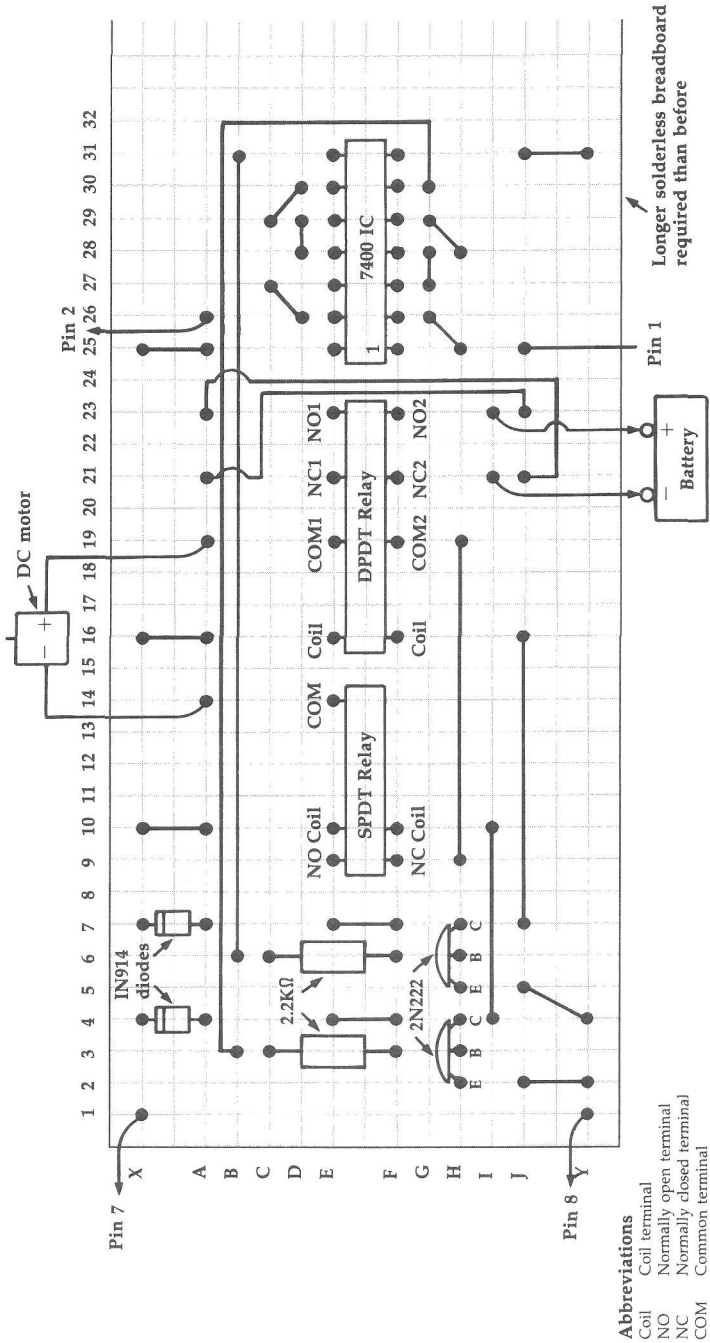 DC motor
− +
Pin 7
Pin 2
1 2 3 4 5 6 7 8 9 10 11 12 13 14 15 16 17 18 19 20 21 22 23 24 25 26 27 28 29 30 31 32
X
A
B
C
D
E
F
G
H
I
J
Y
IN914
diodes
2.2KΩ
2N222
E B C
E B C
NO Coil
COM
SPDT Relay
NC Coil
Coil
COM1
NC1
NO1
DPDT Relay
Coil
COM2
NC2
NO2
1
7400 IC
Pin 8
Pin 1
− +
Battery
Longer solderless breadboard
required than before
Abbreviations
Coil Coil terminal
NO Normally open terminal
NC Normally closed terminal
COM Common terminal